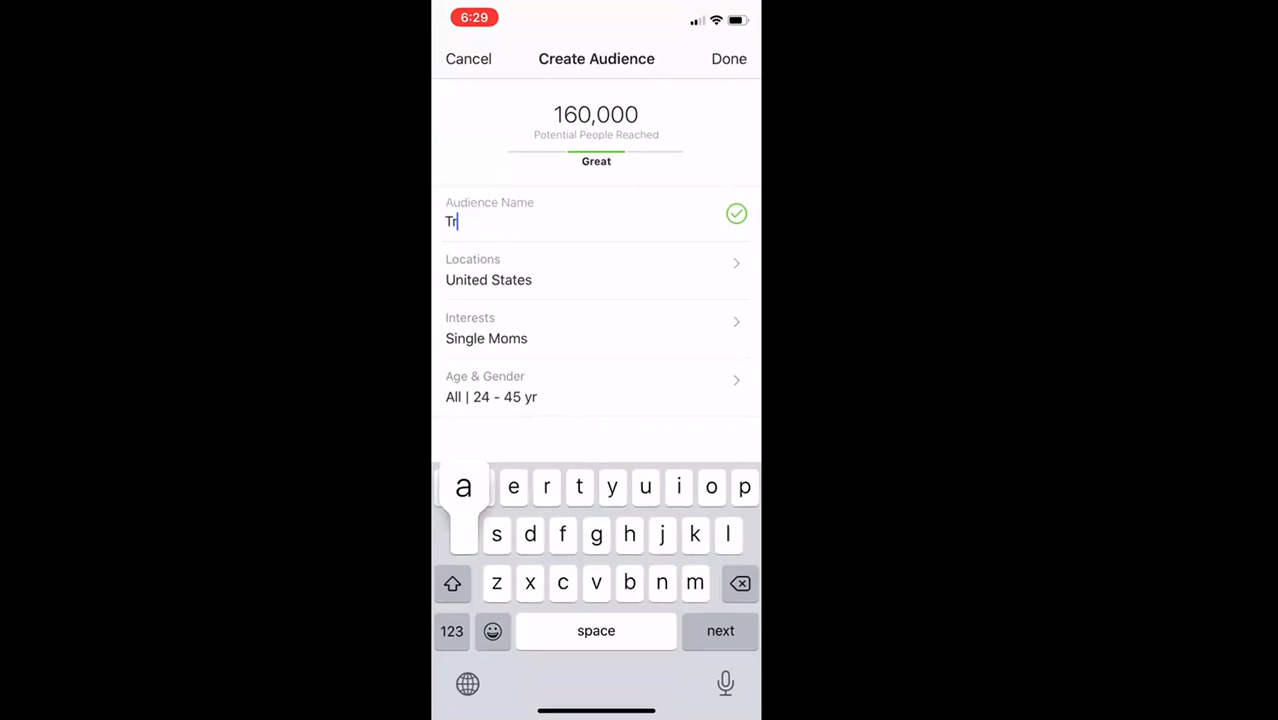 6:29
Cancel Create Audience Done
160,000
Potential People Reached
Great
Audience Name
Tr
Locations
United States
Interests
Single Moms
Age & Gender
All | 24 - 45 yr
a e r t y u i o p
s d f g h j k l
z x c v b n m
123 space next